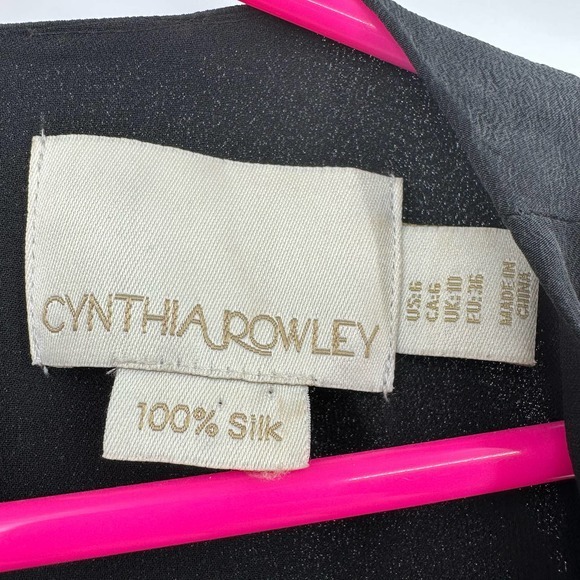 CYNTHIA ROWLEY
100% Silk
US:6
CA:6
UK:10
EU:36
MADE IN
CHINA